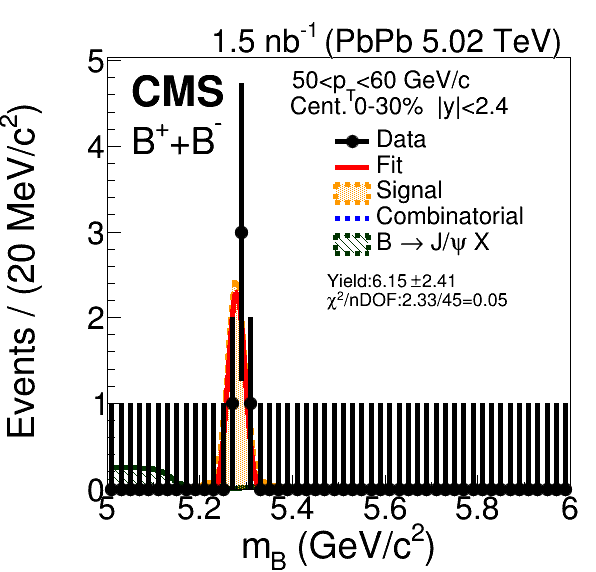 1.5 nb⁻¹ (PbPb 5.02 TeV)
CMS
B⁺+B⁻
50<p_T<60 GeV/c
Cent. 0-30% |y|<2.4
Data
Fit
Signal
Combinatorial
B → J/ψ X
Yield:6.15 ±2.41
χ²/nDOF:2.33/45=0.05
Events / (20 MeV/c²)
5
4
3
2
1
0
5 5.2 5.4 5.6 5.8 6
m_B (GeV/c²)